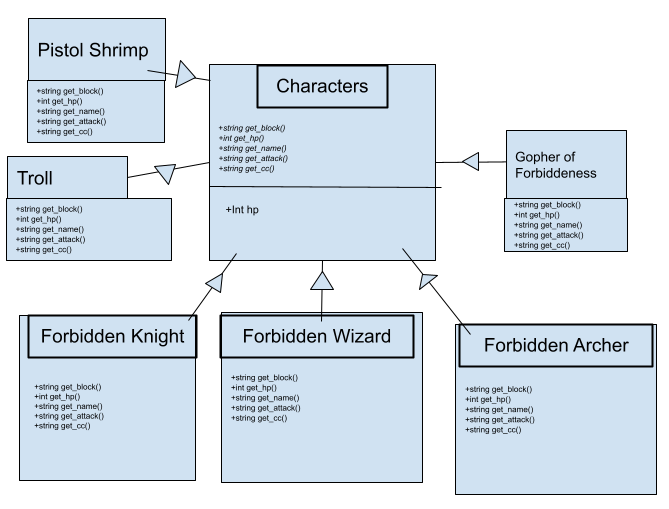 Pistol Shrimp
+string get_block()
+int get_hp()
+string get_name()
+string get_attack()
+string get_cc()
Characters
+string get_block()
+int get_hp()
+string get_name()
+string get_attack()
+string get_cc()
+Int hp
Troll
+string get_block()
+int get_hp()
+string get_name()
+string get_attack()
+string get_cc()
Gopher of
Forbiddeness
+string get_block()
+int get_hp()
+string get_name()
+string get_attack()
+string get_cc()
Forbidden Knight
+string get_block()
+int get_hp()
+string get_name()
+string get_attack()
+string get_cc()
Forbidden Wizard
+string get_block()
+int get_hp()
+string get_name()
+string get_attack()
+string get_cc()
Forbidden Archer
+string get_block()
+int get_hp()
+string get_name()
+string get_attack()
+string get_cc()